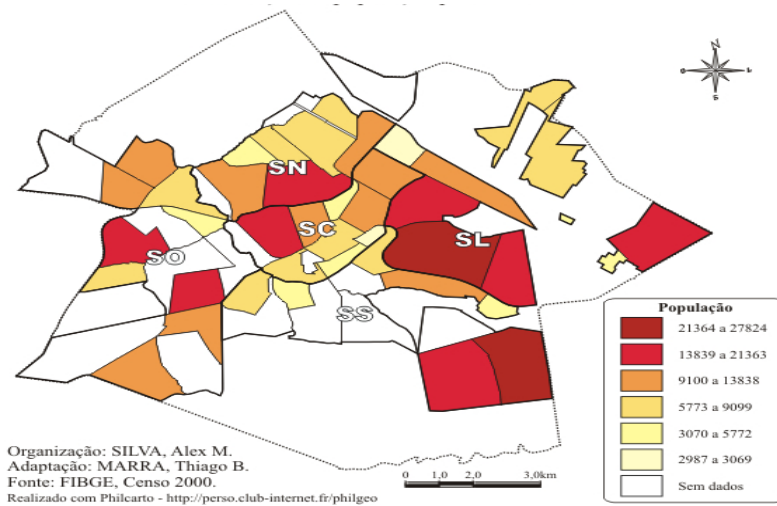 N
O
L
S
SN
SC
SL
SO
SS
População
21364 a 27824
13839 a 21363
9100 a 13838
5773 a 9099
3070 a 5772
2987 a 3069
Sem dados
Organização: SILVA, Alex M.
Adaptação: MARRA, Thiago B.
Fonte: FIBGE, Censo 2000.
Realizado com Philcarto - http://perso.club-internet.fr/philgeo
0 1,0 2,0 3,0km